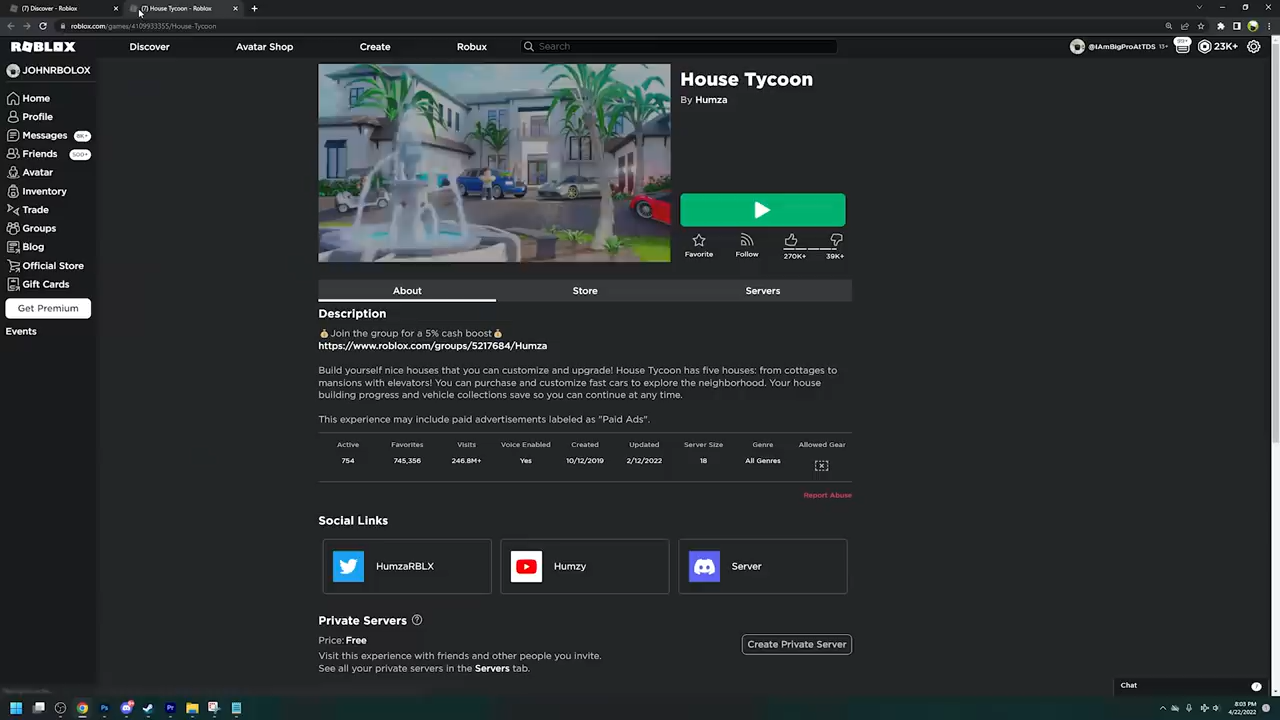 (7) Discover - Roblox
(7) House Tycoon - Roblox
roblox.com/games/4109933355/House-Tycoon
ROBLOX
Discover
Avatar Shop
Create
Robux
Search
@IAmBigProAtTDS 13+
99+
23K+
JOHNRBOLOX
Home
Profile
Messages 8K+
Friends 500+
Avatar
Inventory
Trade
Groups
Blog
Official Store
Gift Cards
Get Premium
Events
House Tycoon
By Humza
Favorite
Follow
270K+
39K+
About
Store
Servers
Description
💰Join the group for a 5% cash boost💰
https://www.roblox.com/groups/5217684/Humza
Build yourself nice houses that you can customize and upgrade! House Tycoon has five houses: from cottages to
mansions with elevators! You can purchase and customize fast cars to explore the neighborhood. Your house
building progress and vehicle collections save so you can continue at any time.
This experience may include paid advertisements labeled as "Paid Ads".
Active Favorites Visits Voice Enabled Created Updated Server Size Genre Allowed Gear
754 745,356 246.8M+ Yes 10/12/2019 2/12/2022 18 All Genres
Report Abuse
Social Links
HumzaRBLX
Humzy
Server
Private Servers
Price: Free
Visit this experience with friends and other people you invite.
See all your private servers in the Servers tab.
Create Private Server
Chat
8:03 PM
4/22/2022